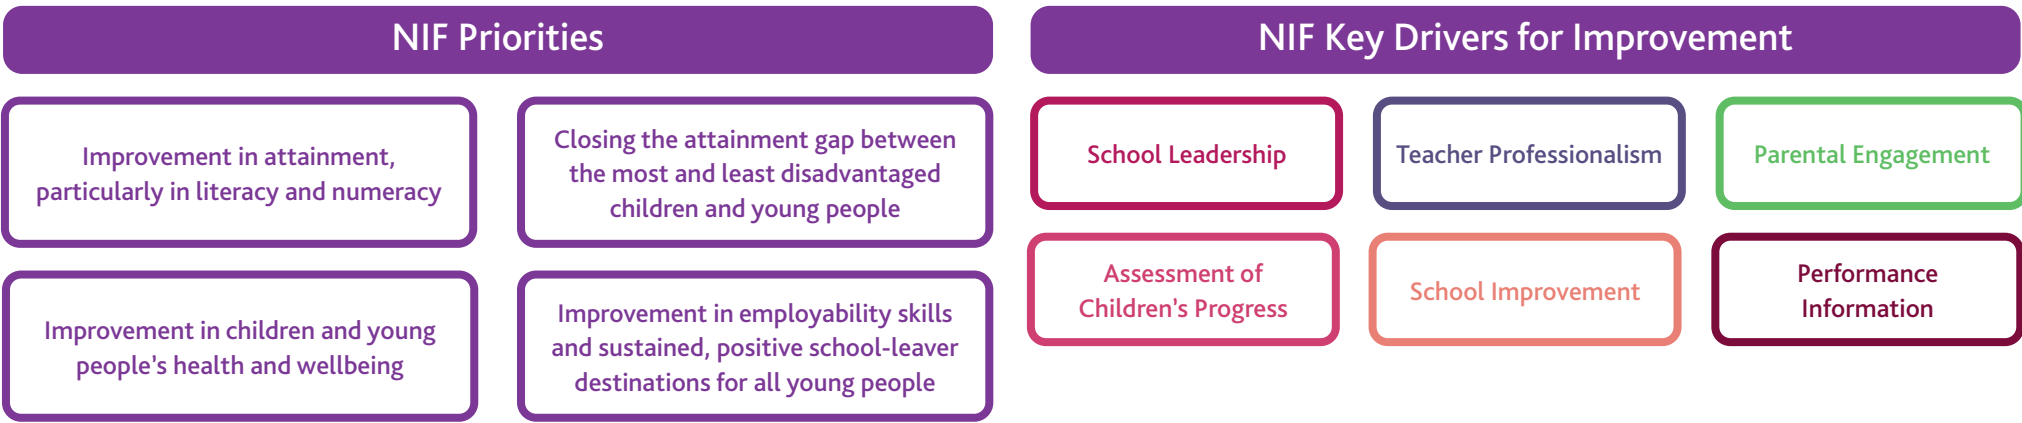 NIF Priorities
Improvement in attainment,
particularly in literacy and numeracy
Closing the attainment gap between
the most and least disadvantaged
children and young people
Improvement in children and young
people’s health and wellbeing
Improvement in employability skills
and sustained, positive school-leaver
destinations for all young people
NIF Key Drivers for Improvement
School Leadership
Teacher Professionalism
Parental Engagement
Assessment of
Children’s Progress
School Improvement
Performance
Information